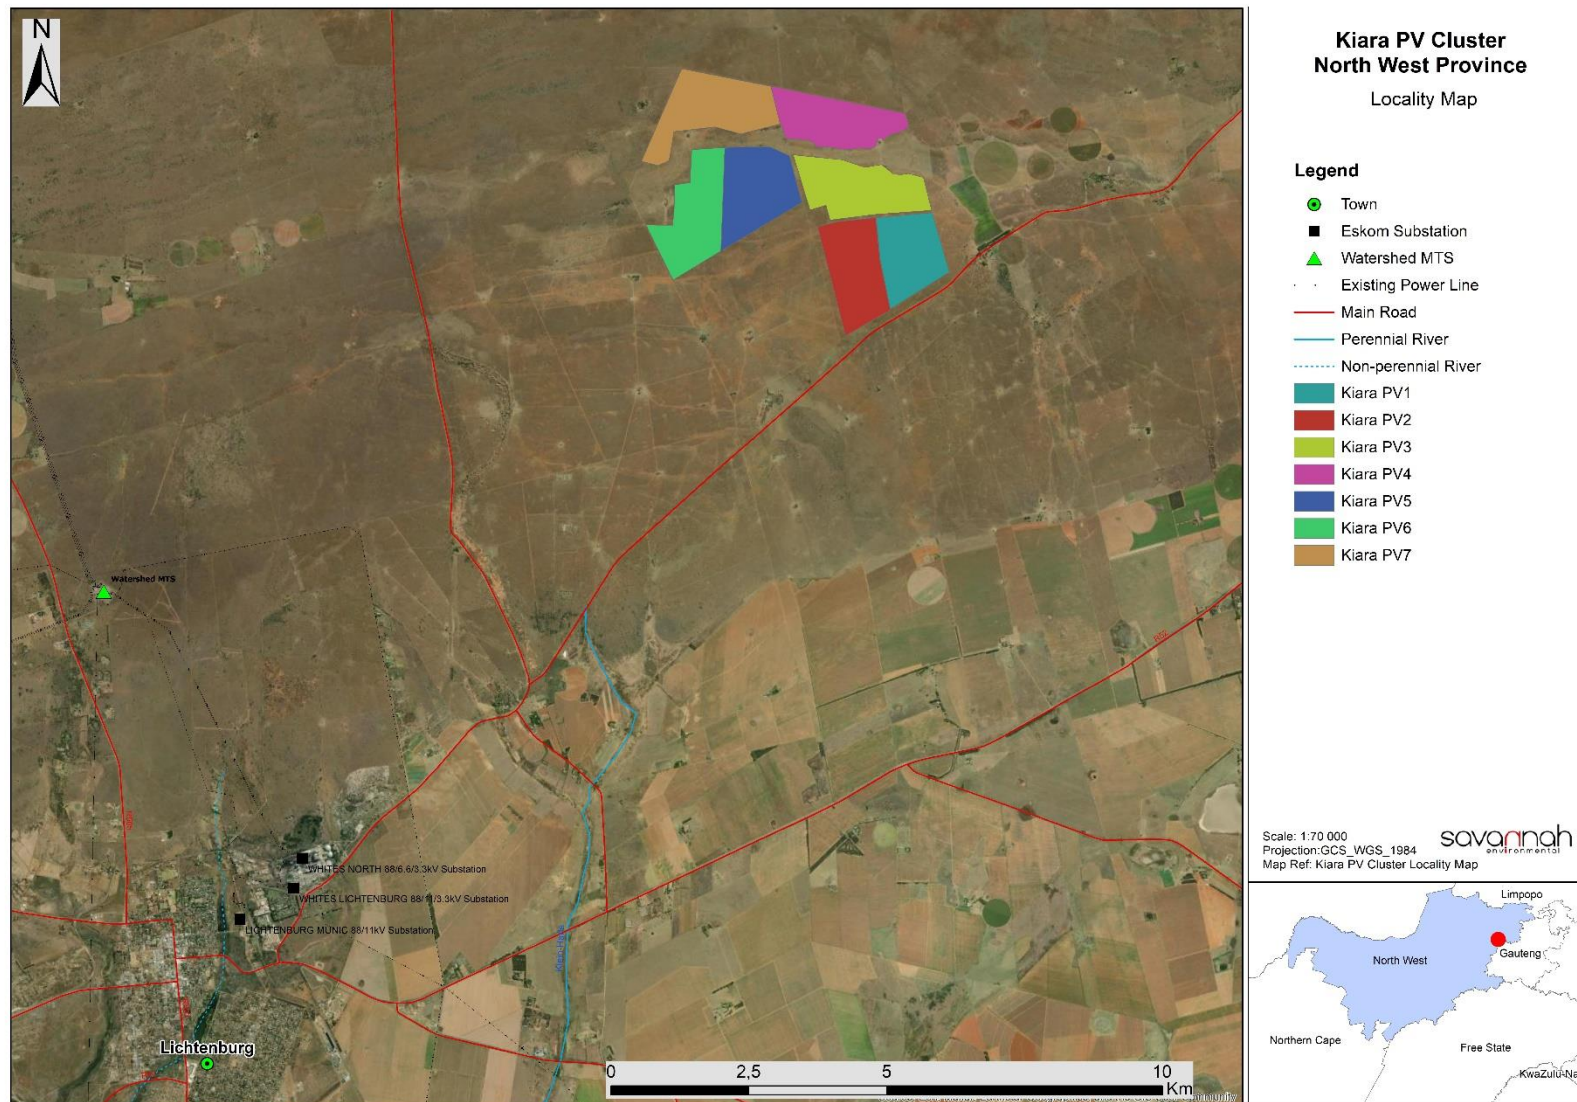 N
Kiara PV Cluster
North West Province
Locality Map
Legend
Town
Eskom Substation
Watershed MTS
Existing Power Line
Main Road
Perennial River
Non-perennial River
Kiara PV1
Kiara PV2
Kiara PV3
Kiara PV4
Kiara PV5
Kiara PV6
Kiara PV7
Watershed MTS
WHITES NORTH 88/6.6/3.3kV Substation
WHITES LICHTENBURG 88/11/3.3kV Substation
LICHTENBURG MUNIC 88/11kV Substation
Lichtenburg
0 2,5 5 10
Km
Scale: 1:70 000
Projection:GCS_WGS_1984
Map Ref: Kiara PV Cluster Locality Map
savannah
environmental
Limpopo
North West
Gauteng
Northern Cape
Free State
KwaZulu-Na